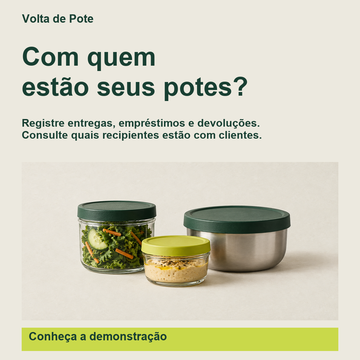 Volta de Pote
Com quem
estão seus potes?
Registre entregas, empréstimos e devoluções.
Consulte quais recipientes estão com clientes.
Conheça a demonstração